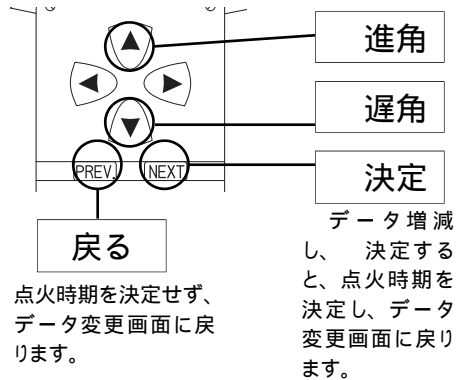 進角
遅角
PREV.
NEXT
決定
戻る
点火時期を決定せず、
データ変更画面に戻
ります。
データ増減
し、 決定する
と、点火時期を
決定し、データ
変更画面に戻り
ます。